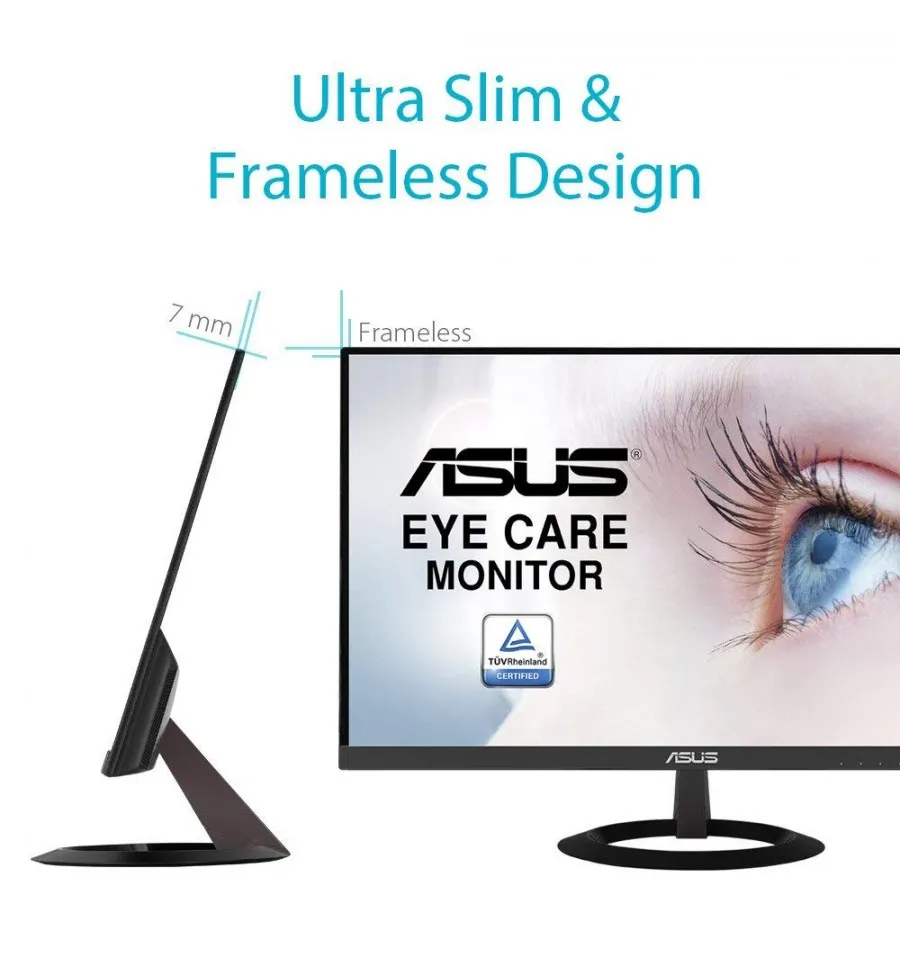 Ultra Slim &
Frameless Design
7 mm
Frameless
ASUS®
EYE CARE
MONITOR
TÜVRheinland®
CERTIFIED
ASUS